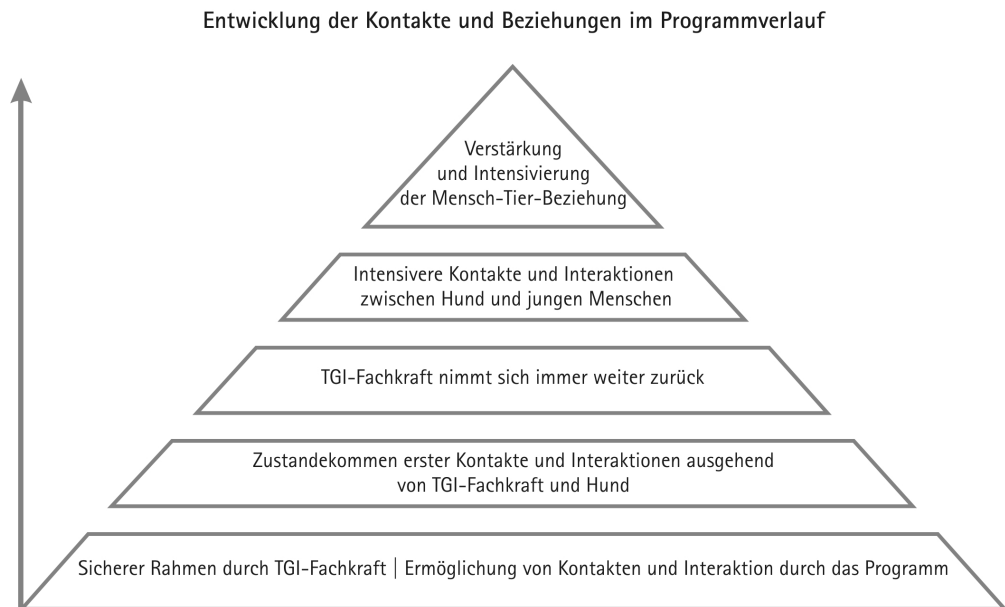 Entwicklung der Kontakte und Beziehungen im Programmverlauf
Verstärkung
und Intensivierung
der Mensch-Tier-Beziehung
Intensivere Kontakte und Interaktionen
zwischen Hund und jungen Menschen
TGI-Fachkraft nimmt sich immer weiter zurück
Zustandekommen erster Kontakte und Interaktionen ausgehend
von TGI-Fachkraft und Hund
Sicherer Rahmen durch TGI-Fachkraft | Ermöglichung von Kontakten und Interaktion durch das Programm